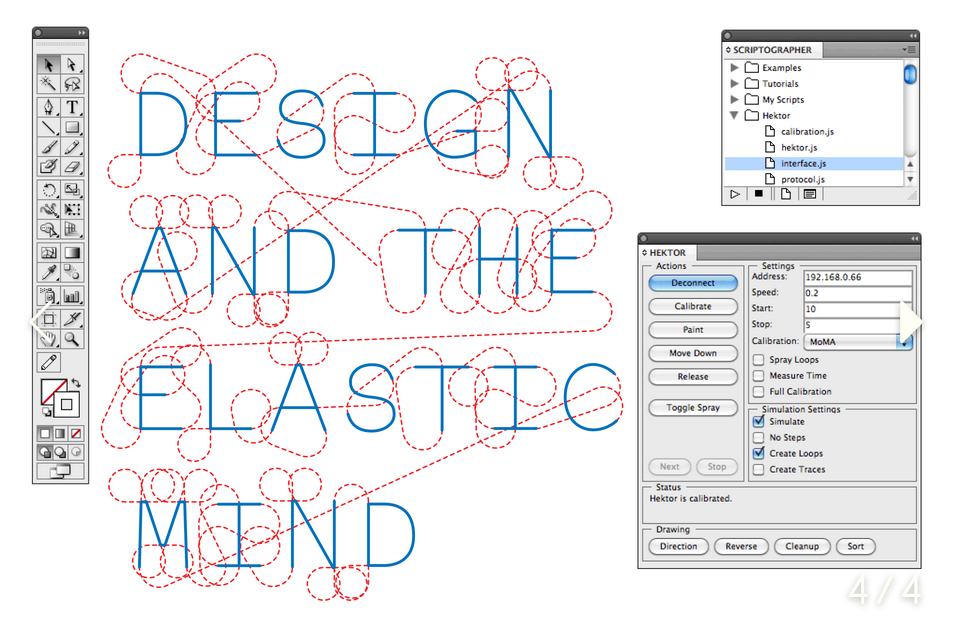 DESIGN
AND THE
ELASTIC
MIND
T
SCRIPTOGRAPHER
Examples
Tutorials
My Scripts
Hektor
calibration.js
hektor.js
interface.js
protocol.js
HEKTOR
Actions
Deconnect
Calibrate
Paint
Move Down
Release
Toggle Spray
Next Stop
Settings
Address: 192.168.0.66
Speed: 0.2
Start: 10
Stop: 5
Calibration: MoMA
Spray Loops
Measure Time
Full Calibration
Simulation Settings
Simulate
No Steps
Create Loops
Create Traces
Status
Hektor is calibrated.
Drawing
Direction Reverse Cleanup Sort
4 / 4